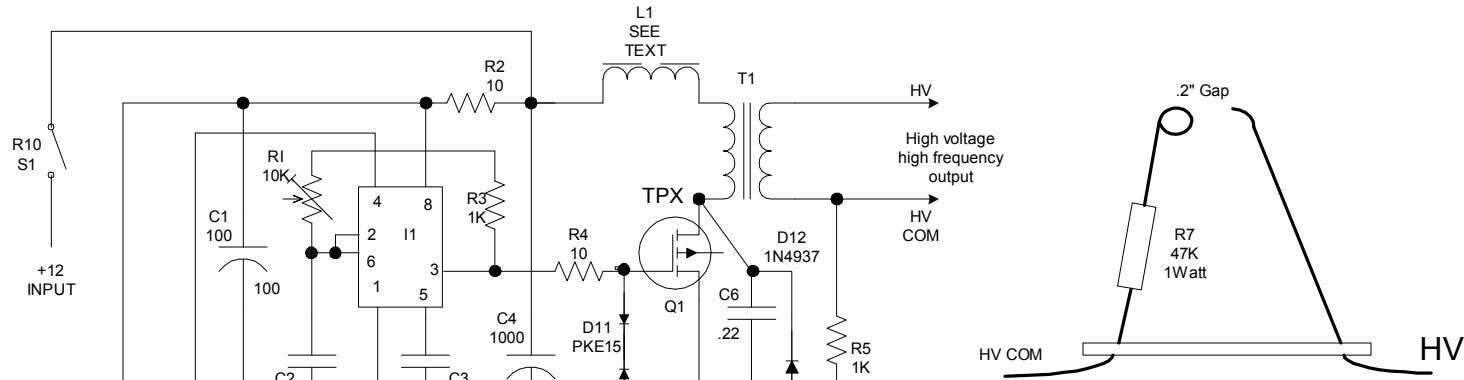 L1
SEE
TEXT
R2
10
T1
HV
.2" Gap
R10
S1
RI
10K
High voltage
high frequency
output
TPX
4
8
R3
1K
C1
100
2
I1
6
3
R4
10
D12
1N4937
HV
COM
R7
47K
1Watt
+12
INPUT
100
1
5
Q1
C6
.22
C4
1000
D11
PKE15
R5
1K
HV COM
HV
C2
C3